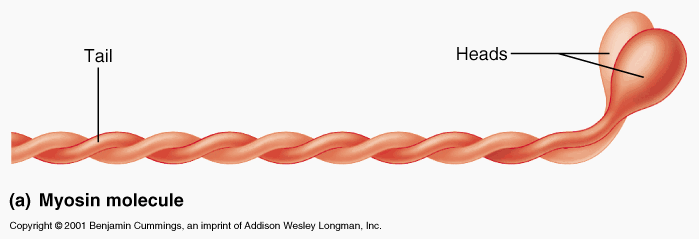 Tail
Heads
(a) Myosin molecule
Copyright © 2001 Benjamin Cummings, an imprint of Addison Wesley Longman, Inc.